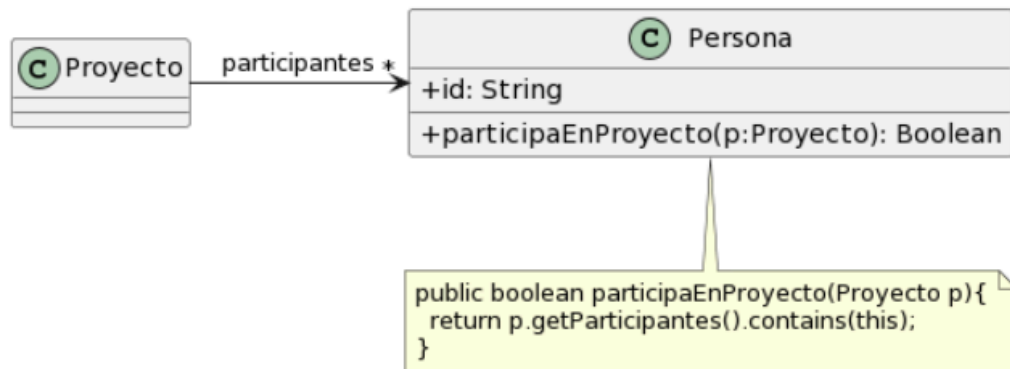 C Proyecto
participantes *
C Persona
+id: String
+participaEnProyecto(p:Proyecto): Boolean
public boolean participaEnProyecto(Proyecto p){
return p.getParticipantes().contains(this);
}